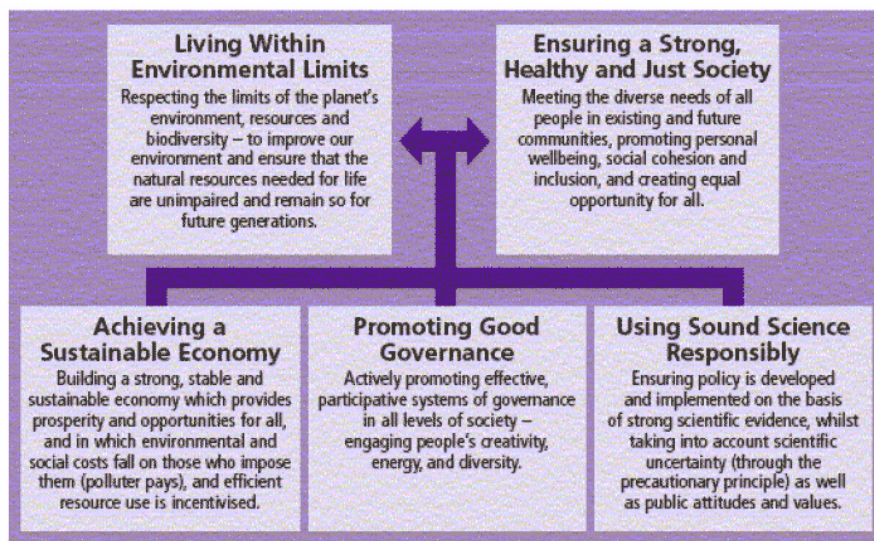 Living Within
Environmental Limits
Respecting the limits of the planet's
environment, resources and
biodiversity – to improve our
environment and ensure that the
natural resources needed for life
are unimpaired and remain so for
future generations.
Ensuring a Strong,
Healthy and Just Society
Meeting the diverse needs of all
people in existing and future
communities, promoting personal
wellbeing, social cohesion and
inclusion, and creating equal
opportunity for all.
Achieving a
Sustainable Economy
Building a strong, stable and
sustainable economy which provides
prosperity and opportunities for all,
and in which environmental and
social costs fall on those who impose
them (polluter pays), and efficient
resource use is incentivised.
Promoting Good
Governance
Actively promoting effective,
participative systems of governance
in all levels of society –
engaging people's creativity,
energy, and diversity.
Using Sound Science
Responsibly
Ensuring policy is developed
and implemented on the basis
of strong scientific evidence, whilst
taking into account scientific
uncertainty (through the
precautionary principle) as well
as public attitudes and values.